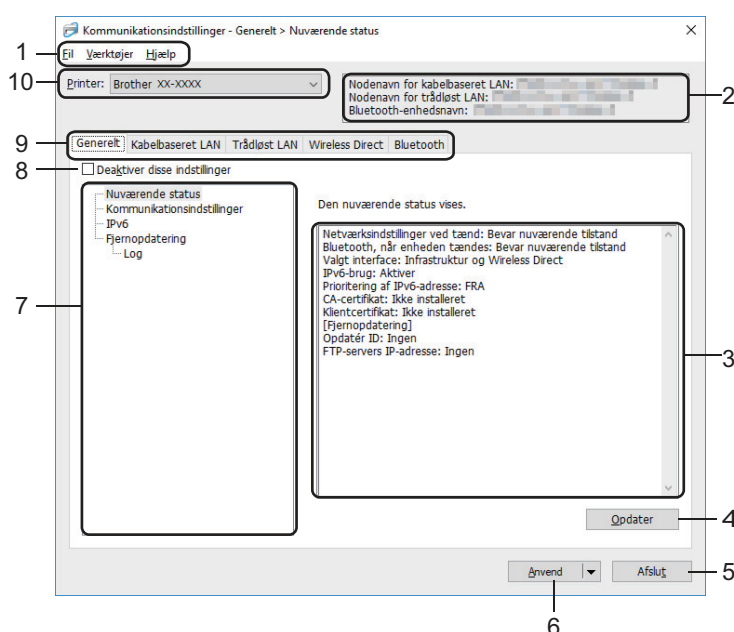 Kommunikationsindstillinger - Generelt > Nuværende status
1
Fil Værktøjer Hjælp
10
Printer: Brother XX-XXXX
Nodenavn for kabelbaseret LAN:
Nodenavn for trådløst LAN:
Bluetooth-enhedsnavn:
2
9
Generelt Kabelbaseret LAN Trådløst LAN Wireless Direct Bluetooth
8
Deaktiver disse indstillinger
Nuværende status
Kommunikationsindstillinger
IPv6
Fjernopdatering
Log
7
Den nuværende status vises.
Netværksindstillinger ved tænd: Bevar nuværende tilstand
Bluetooth, når enheden tændes: Bevar nuværende tilstand
Valgt interface: Infrastruktur og Wireless Direct
IPv6-brug: Aktiver
Prioritering af IPv6-adresse: FRA
CA-certifikat: Ikke installeret
Klientcertifikat: Ikke installeret
[Fjernopdatering]
Opdatér ID: Ingen
FTP-servers IP-adresse: Ingen
3
Opdater
4
Anvend
Afslut
5
6